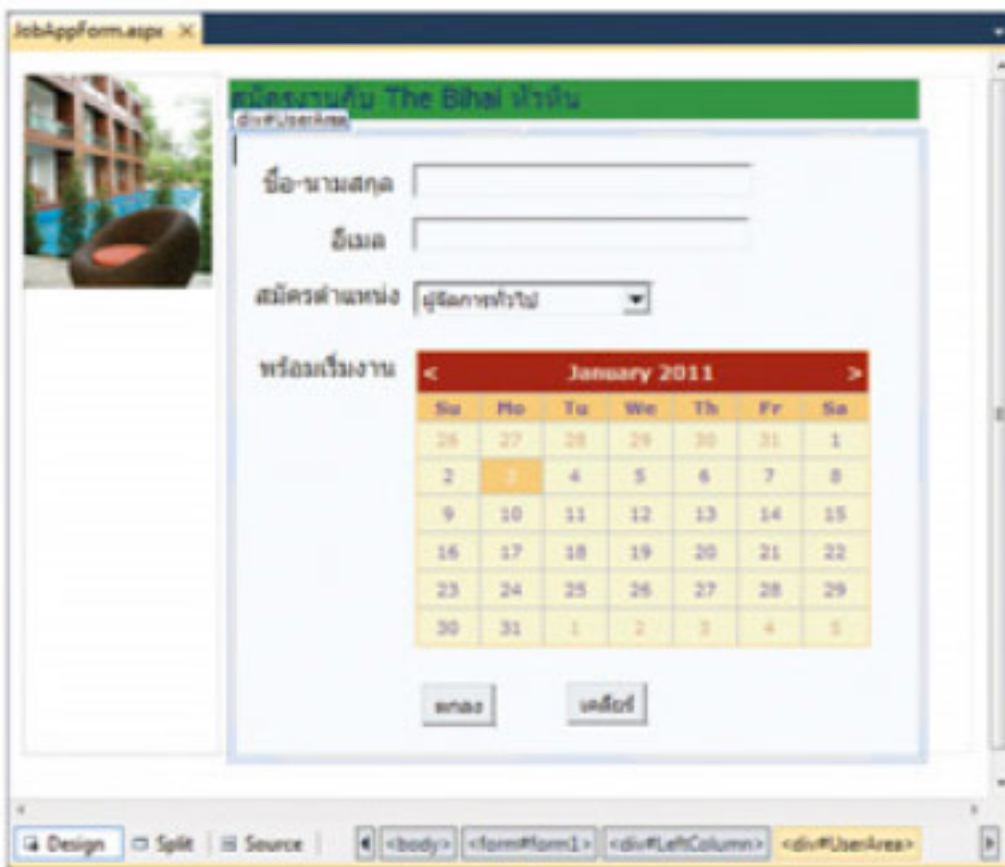 JobAppForm.aspx ×
สมัครงานกับ The Bihai หัวหิน
div#UserArea
ชื่อ-นามสกุล
อีเมล
สมัครตำแหน่ง ผู้จัดการทั่วไป
พร้อมเริ่มงาน
< January 2011 >
Su Mo Tu We Th Fr Sa
26 27 28 29 30 31 1
2 3 4 5 6 7 8
9 10 11 12 13 14 15
16 17 18 19 20 21 22
23 24 25 26 27 28 29
30 31 1 2 3 4 5
ตกลง เคลียร์
Design Split Source <body> <form#form1> <div#LeftColumn> <div#UserArea>